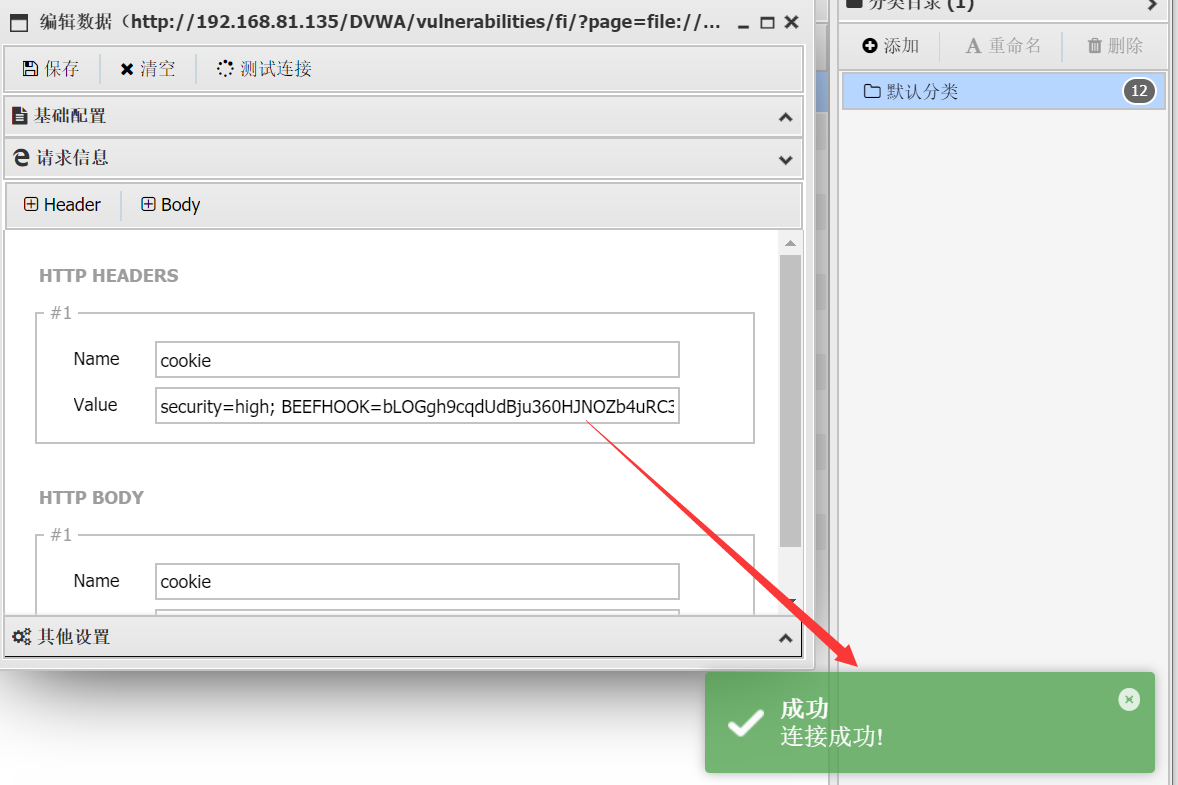 编辑数据（http://192.168.81.135/DVWA/vulnerabilities/fi/?page=file://...
保存 清空 测试连接
基础配置
请求信息
Header Body
HTTP HEADERS
#1
Name cookie
Value security=high; BEEFHOOK=bLOGgh9cqdUdBju360HJNOZb4uRC3
HTTP BODY
#1
Name cookie
其他设置
分类目录 (1)
添加 重命名 删除
默认分类 12
成功
连接成功!